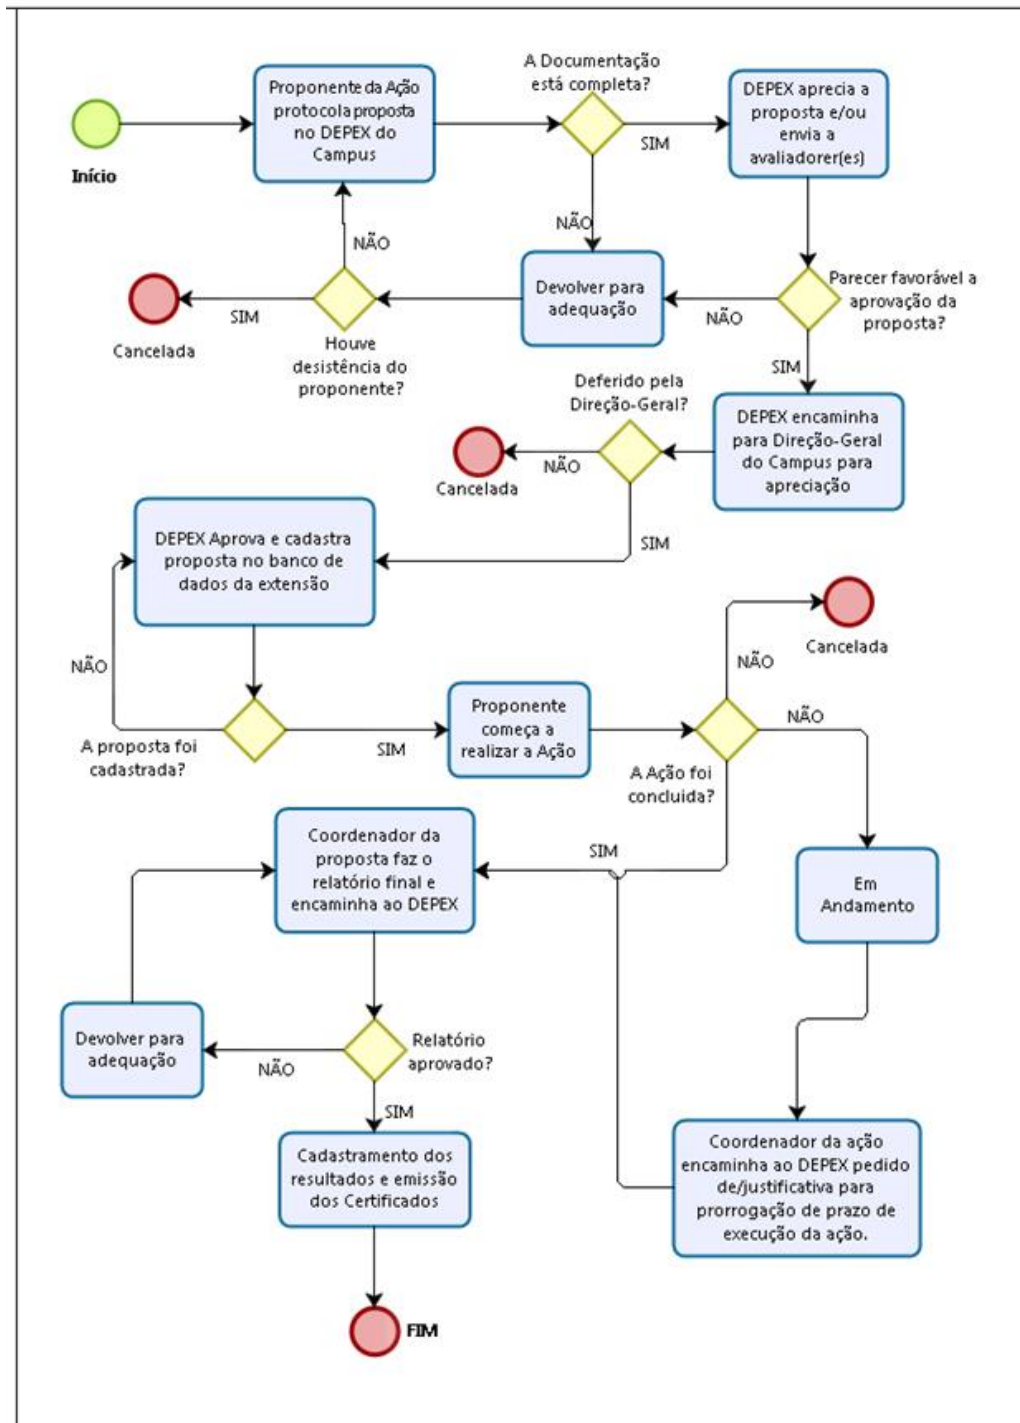 Início
Proponente da Ação
protocola proposta
no DEPEX do
Campus
A Documentação
está completa?
SIM
NÃO
DEPEX aprecia a
proposta e/ou
envia a
avaliadorer(es)
Parecer favorável a
aprovação da
proposta?
NÃO
SIM
Devolver para
adequação
Houve
desistência do
proponente?
NÃO
SIM
Cancelada
DEPEX encaminha
para Direção-Geral
do Campus para
apreciação
Deferido pela
Direção-Geral?
NÃO
Cancelada
SIM
DEPEX Aprova e cadastra
proposta no banco de
dados da extensão
A proposta foi
cadastrada?
NÃO
SIM
Proponente
começa a
realizar a Ação
A Ação foi
concluida?
NÃO
Cancelada
NÃO
SIM
Em
Andamento
Coordenador da ação
encaminha ao DEPEX pedido
de/justificativa para
prorrogação de prazo de
execução da ação.
Coordenador da
proposta faz o
relatório final e
encaminha ao DEPEX
Relatório
aprovado?
NÃO
Devolver para
adequação
SIM
Cadastramento dos
resultados e emissão
dos Certificados
FIM